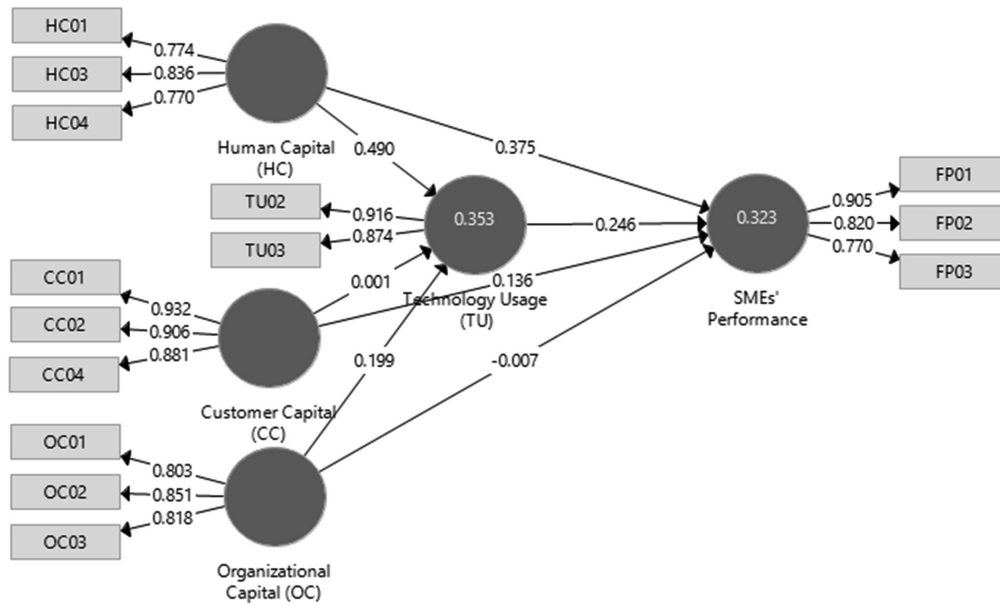 HC01
0.774
HC03
0.836
HC04
0.770
Human Capital
(HC)
0.490
0.375
TU02
0.916
TU03
0.874
0.353
Technology Usage
(TU)
0.246
0.323
SMEs'
Performance
0.905
FP01
0.820
FP02
0.770
FP03
CC01
0.932
CC02
0.906
CC04
0.881
0.001
0.136
Customer Capital
(CC)
0.199
-0.007
OC01
0.803
OC02
0.851
OC03
0.818
Organizational
Capital (OC)